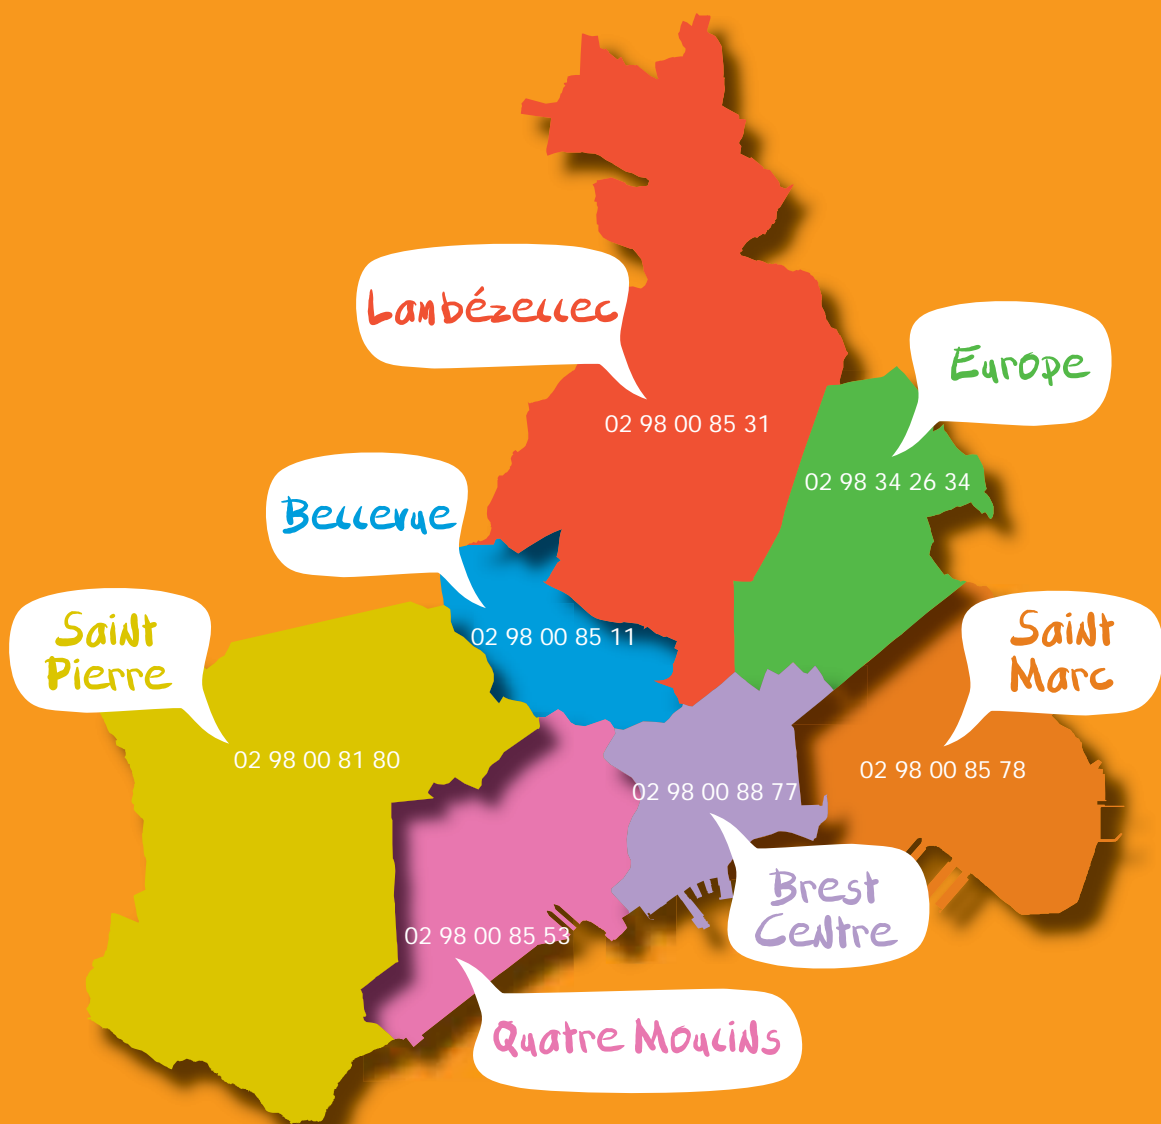 Lambézellec
02 98 00 85 31
Europe
02 98 34 26 34
Bellevue
02 98 00 85 11
Saint
Pierre
02 98 00 81 80
Saint
Marc
02 98 00 85 78
02 98 00 88 77
Brest
Centre
02 98 00 85 53
Quatre Moulins